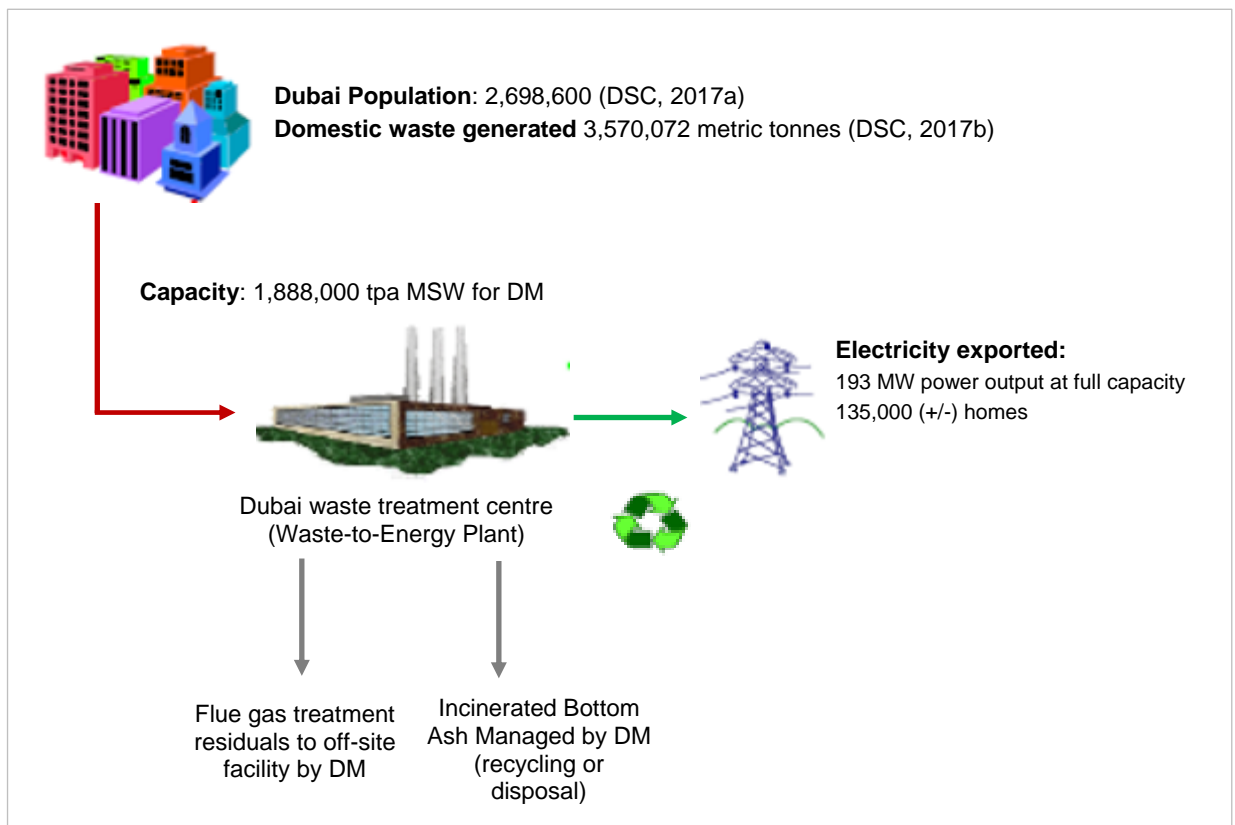 Dubai Population: 2,698,600 (DSC, 2017a)
Domestic waste generated 3,570,072 metric tonnes (DSC, 2017b)
Capacity: 1,888,000 tpa MSW for DM
Electricity exported:
193 MW power output at full capacity
135,000 (+/-) homes
Dubai waste treatment centre
(Waste-to-Energy Plant)
Flue gas treatment
residuals to off-site
facility by DM
Incinerated Bottom
Ash Managed by DM
(recycling or
disposal)